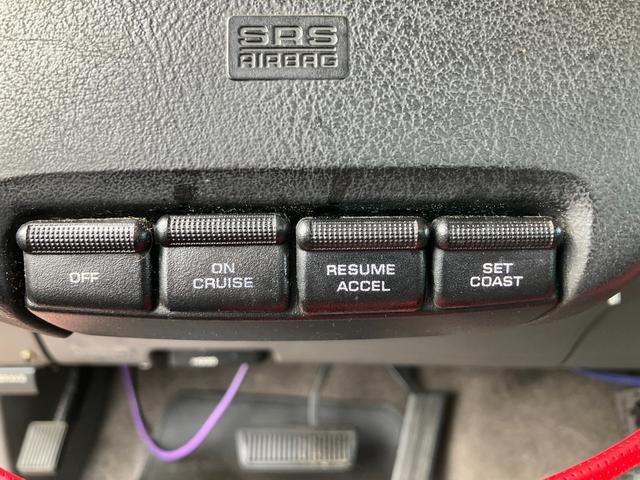 SRS
AIRBAG
OFF
ON
CRUISE
RESUME
ACCEL
SET
COAST